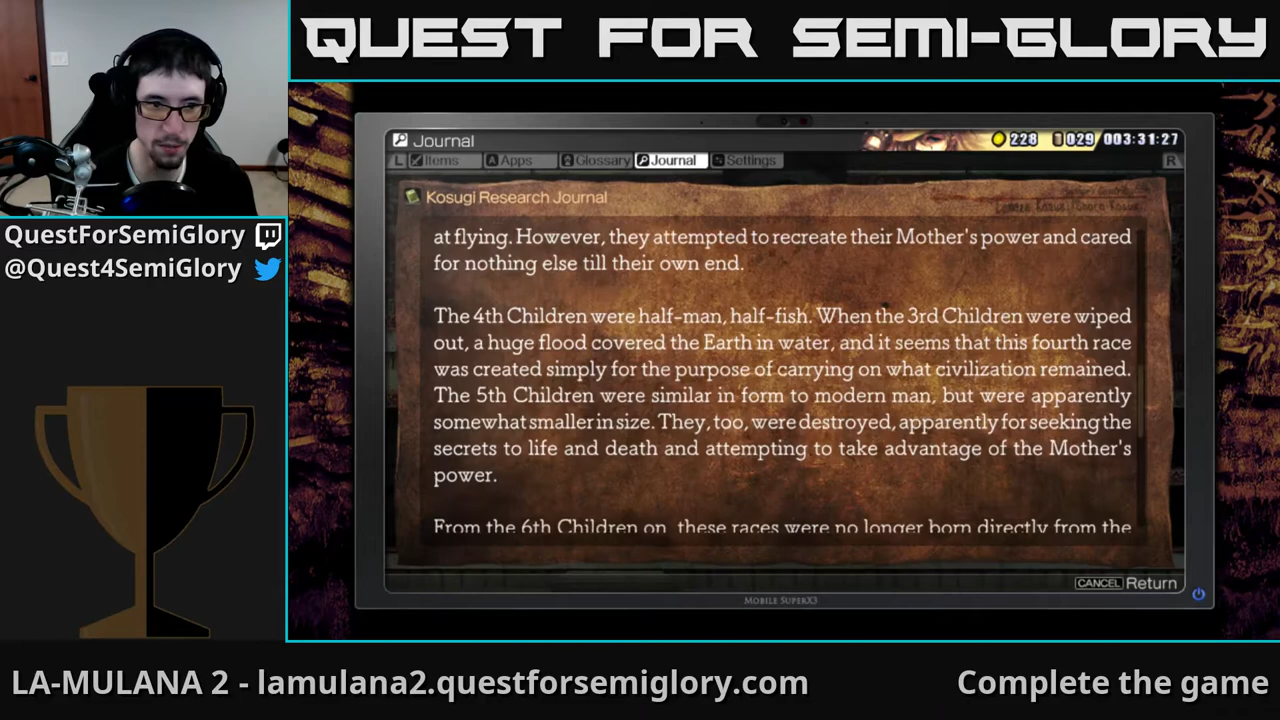 QUEST FOR SEMI-GLORY
QuestForSemiGlory
@Quest4SemiGlory
Journal
228 029 003:31:27
L Items A Apps Glossary Journal Settings R
Kosugi Research Journal
at flying. However, they attempted to recreate their Mother's power and cared
for nothing else till their own end.
The 4th Children were half-man, half-fish. When the 3rd Children were wiped
out, a huge flood covered the Earth in water, and it seems that this fourth race
was created simply for the purpose of carrying on what civilization remained.
The 5th Children were similar in form to modern man, but were apparently
somewhat smaller in size. They, too, were destroyed, apparently for seeking the
secrets to life and death and attempting to take advantage of the Mother's
power.
From the 6th Children on, these races were no longer born directly from the
CANCEL Return
MOBILE SUPERX3
LA-MULANA 2 - lamulana2.questforsemiglory.com
Complete the game